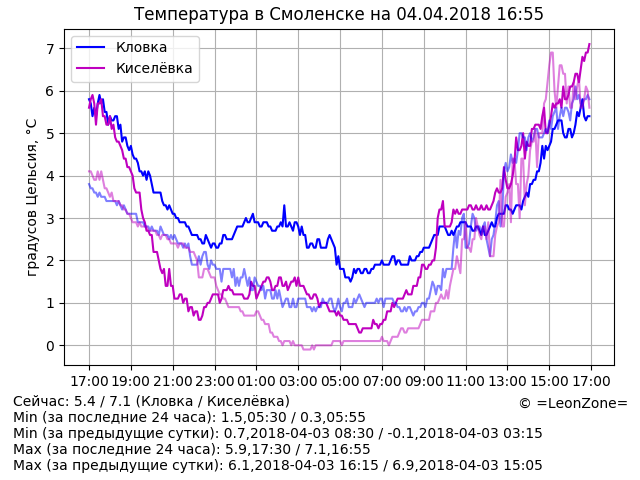 Температура в Смоленске на 04.04.2018 16:55
Кловка
Киселёвка
градусов Цельсия, °C
7
6
5
4
3
2
1
0
17:00 19:00 21:00 23:00 01:00 03:00 05:00 07:00 09:00 11:00 13:00 15:00 17:00
Сейчас: 5.4 / 7.1 (Кловка / Киселёвка)
© =LeonZone=
Min (за последние 24 часа): 1.5,05:30 / 0.3,05:55
Min (за предыдущие сутки): 0.7,2018-04-03 08:30 / -0.1,2018-04-03 03:15
Max (за последние 24 часа): 5.9,17:30 / 7.1,16:55
Max (за предыдущие сутки): 6.1,2018-04-03 16:15 / 6.9,2018-04-03 15:05